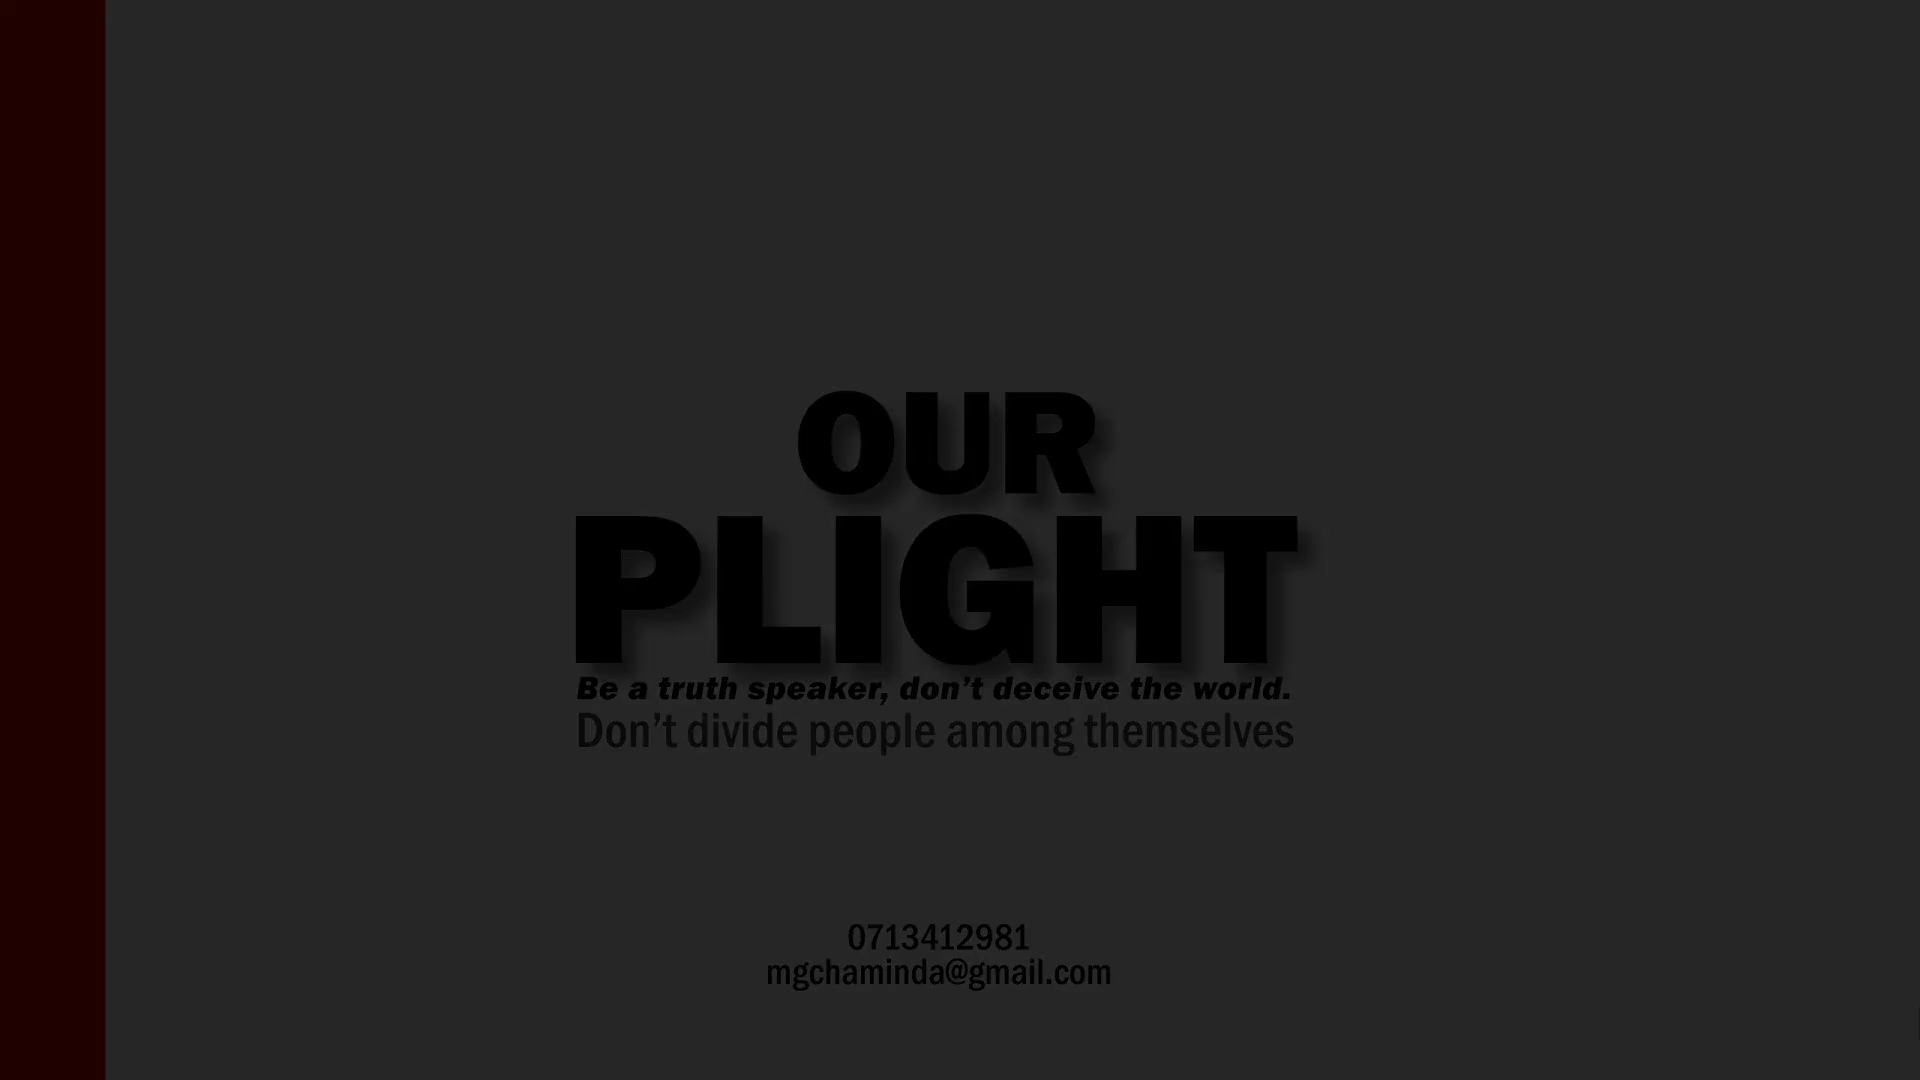 OUR
PLIGHT
Be a truth speaker, don’t deceive the world.
Don’t divide people among themselves
0713412981
mgchaminda@gmail.com